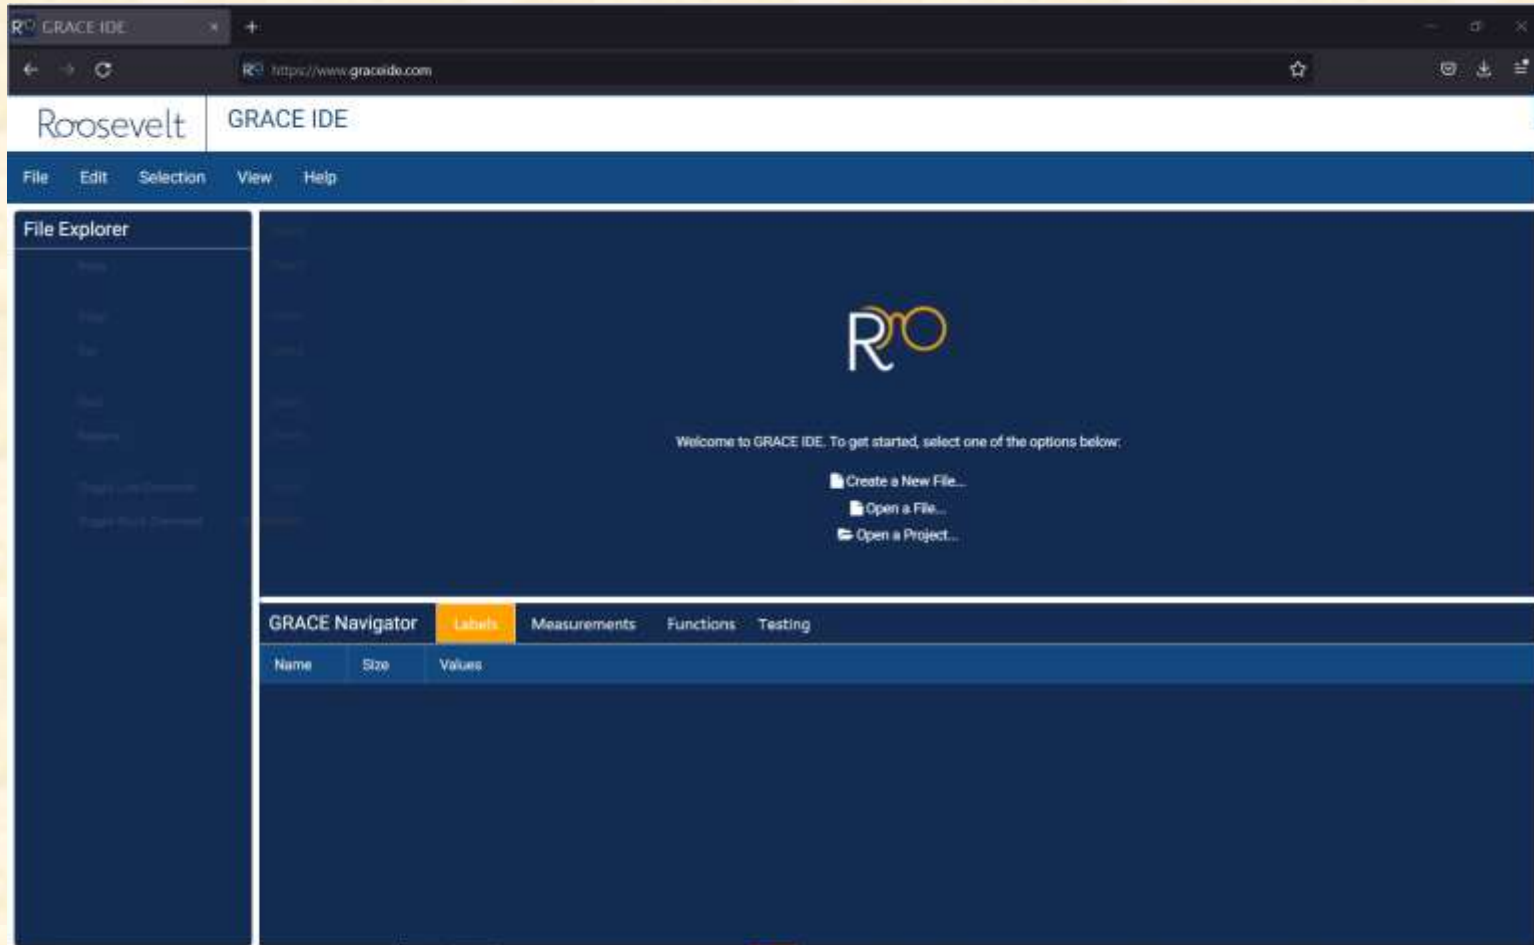 GRACE IDE
https://www.graceide.com
Roosevelt
GRACE IDE
File Edit Selection View Help
File Explorer
Welcome to GRACE IDE. To get started, select one of the options below:
Create a New File...
Open a File...
Open a Project...
GRACE Navigator Labels Measurements Functions Testing
Name Size Values